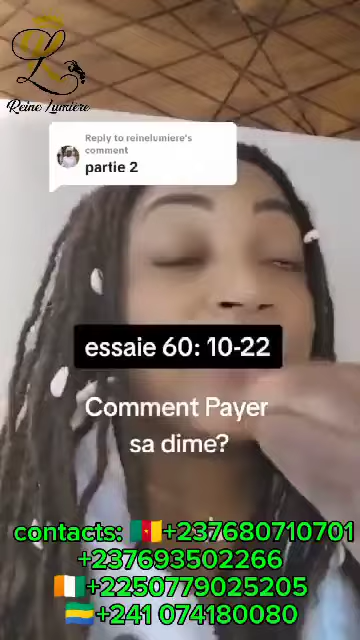 Reine Lumiere
Reply to reinelumiere's
comment
partie 2
essaie 60: 10-22
Comment Payer
sa dime?
contacts: 🇨🇲+237680710701
+237693502266
🇨🇮+2250779025205
🇬🇦+241 074180080